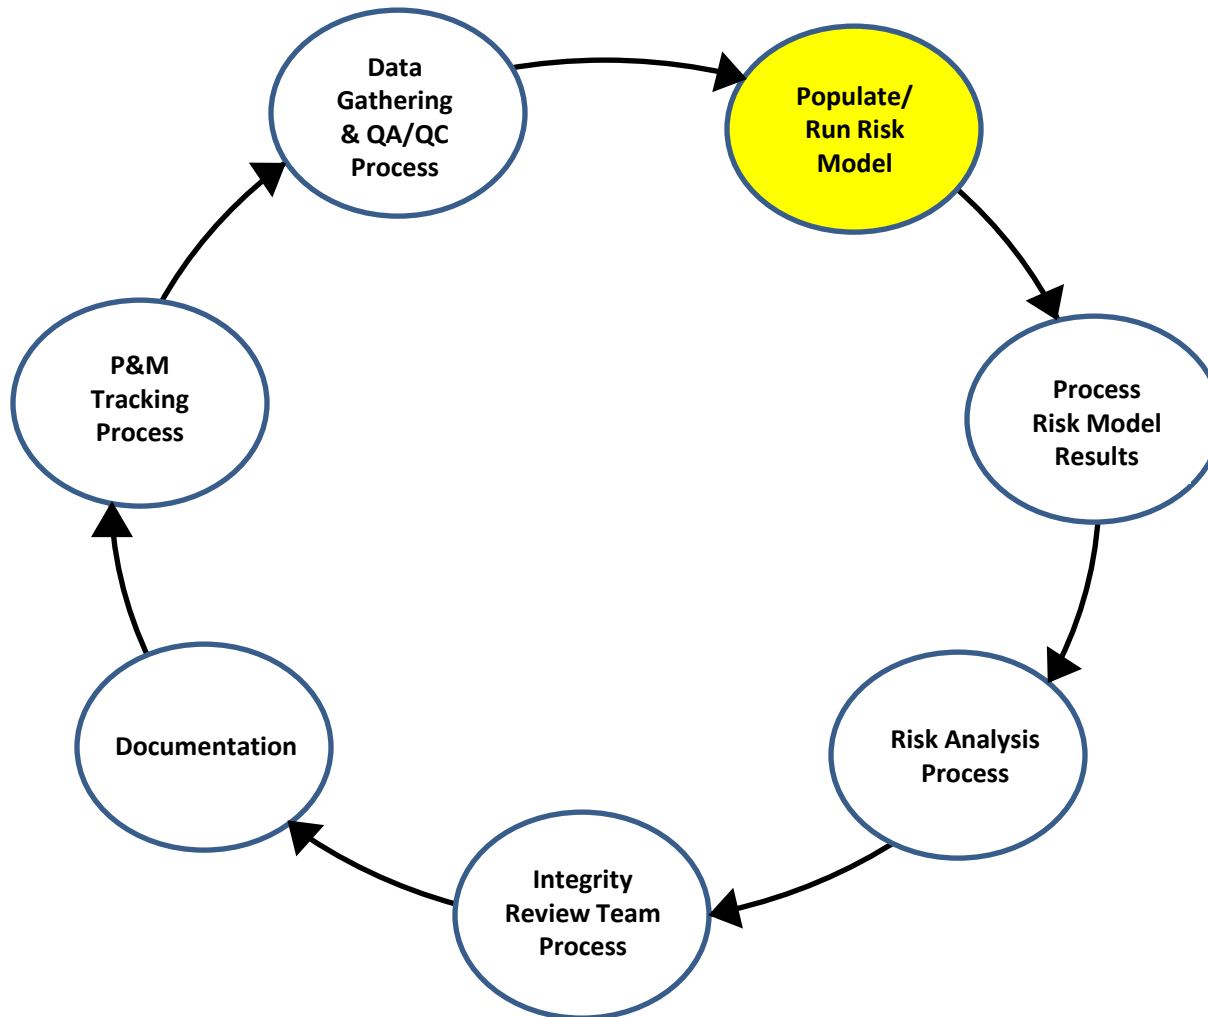 Data
Gathering
& QA/QC
Process
Populate/
Run Risk
Model
Process
Risk Model
Results
Risk Analysis
Process
Integrity
Review Team
Process
Documentation
P&M
Tracking
Process